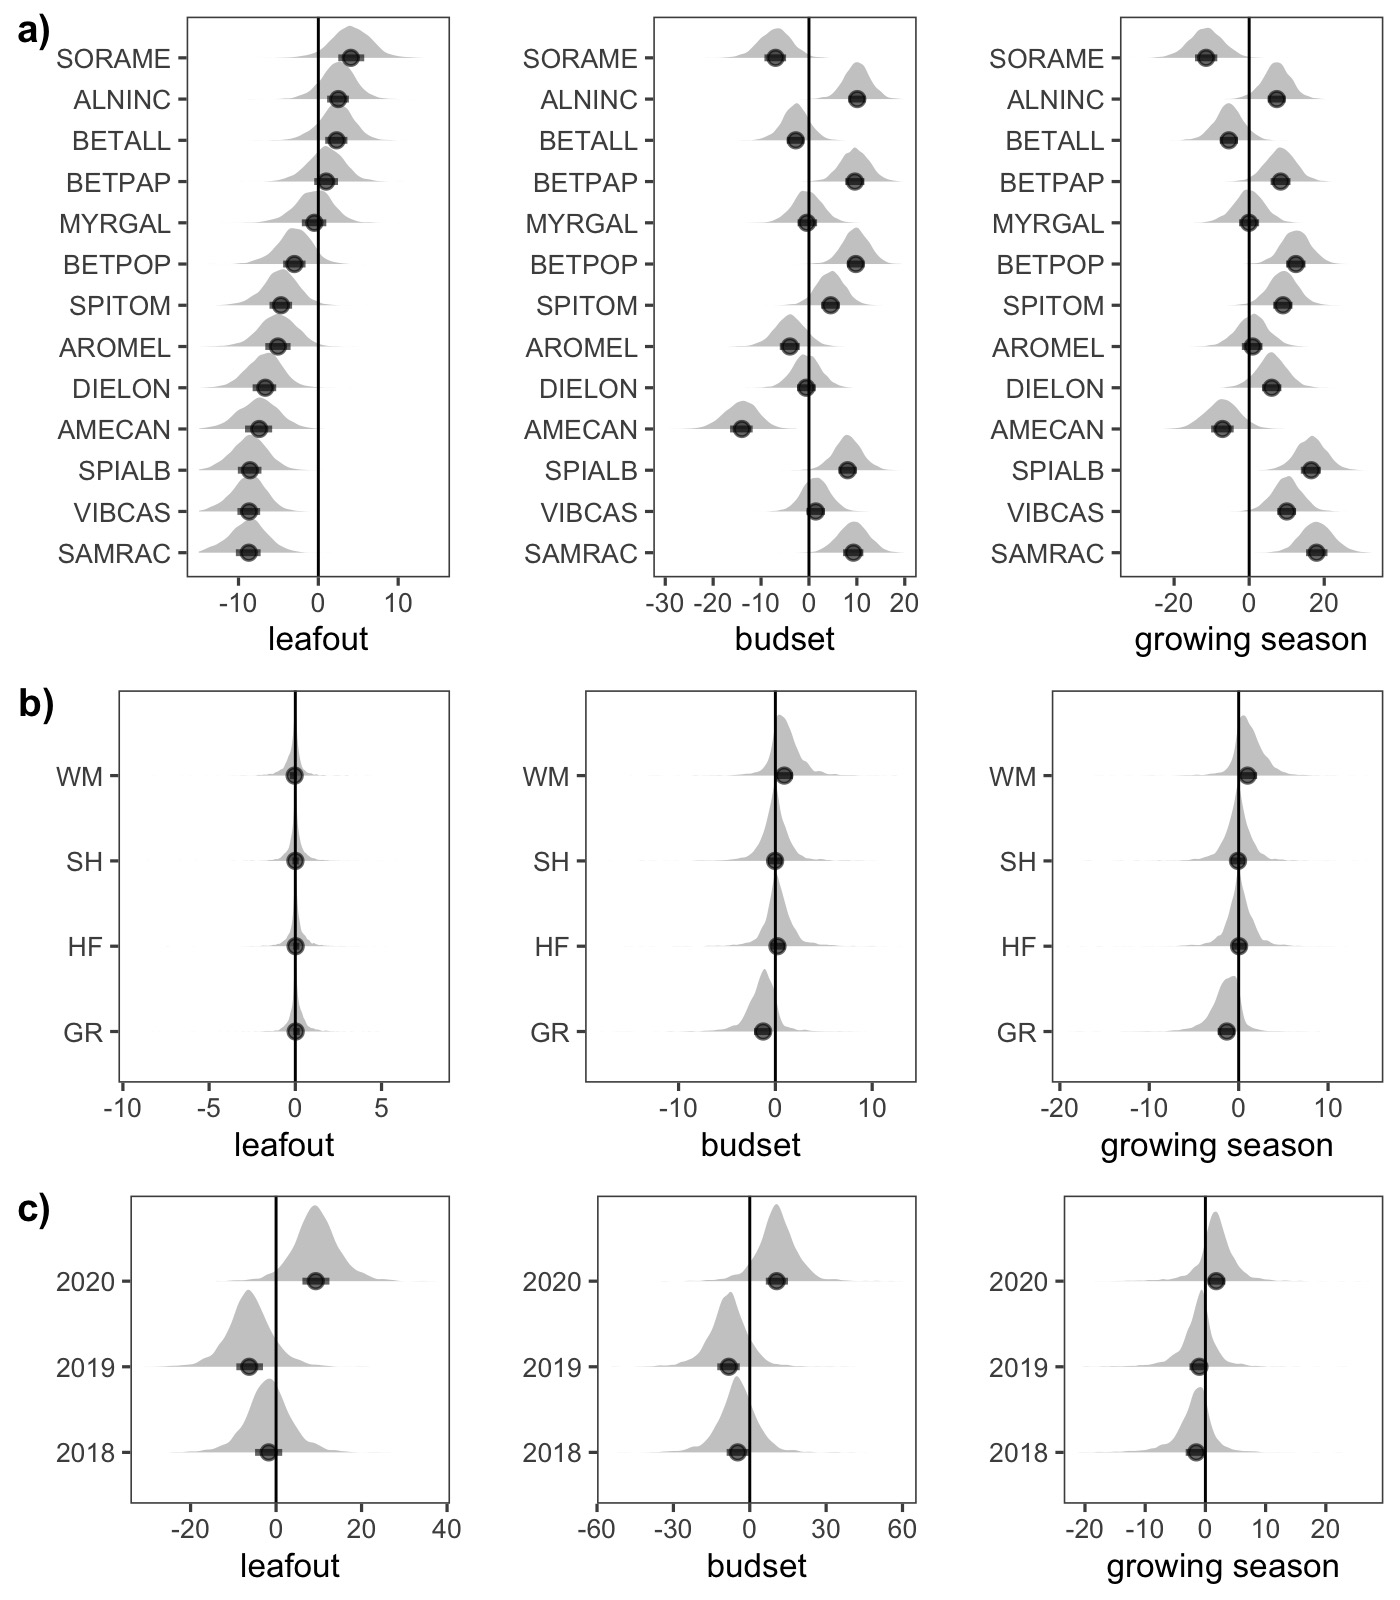 a)
SORAME
ALNINC
BETALL
BETPAP
MYRGAL
BETPOP
SPITOM
AROMEL
DIELON
AMECAN
SPIALB
VIBCAS
SAMRAC
-10 0 10
leafout
SORAME
ALNINC
BETALL
BETPAP
MYRGAL
BETPOP
SPITOM
AROMEL
DIELON
AMECAN
SPIALB
VIBCAS
SAMRAC
-30 -20 -10 0 10 20
budset
SORAME
ALNINC
BETALL
BETPAP
MYRGAL
BETPOP
SPITOM
AROMEL
DIELON
AMECAN
SPIALB
VIBCAS
SAMRAC
-20 0 20
growing season
b)
WM
SH
HF
GR
-10 -5 0 5
leafout
WM
SH
HF
GR
-10 0 10
budset
WM
SH
HF
GR
-20 -10 0 10
growing season
c)
2020
2019
2018
-20 0 20 40
leafout
2020
2019
2018
-60 -30 0 30 60
budset
2020
2019
2018
-20 -10 0 10 20
growing season